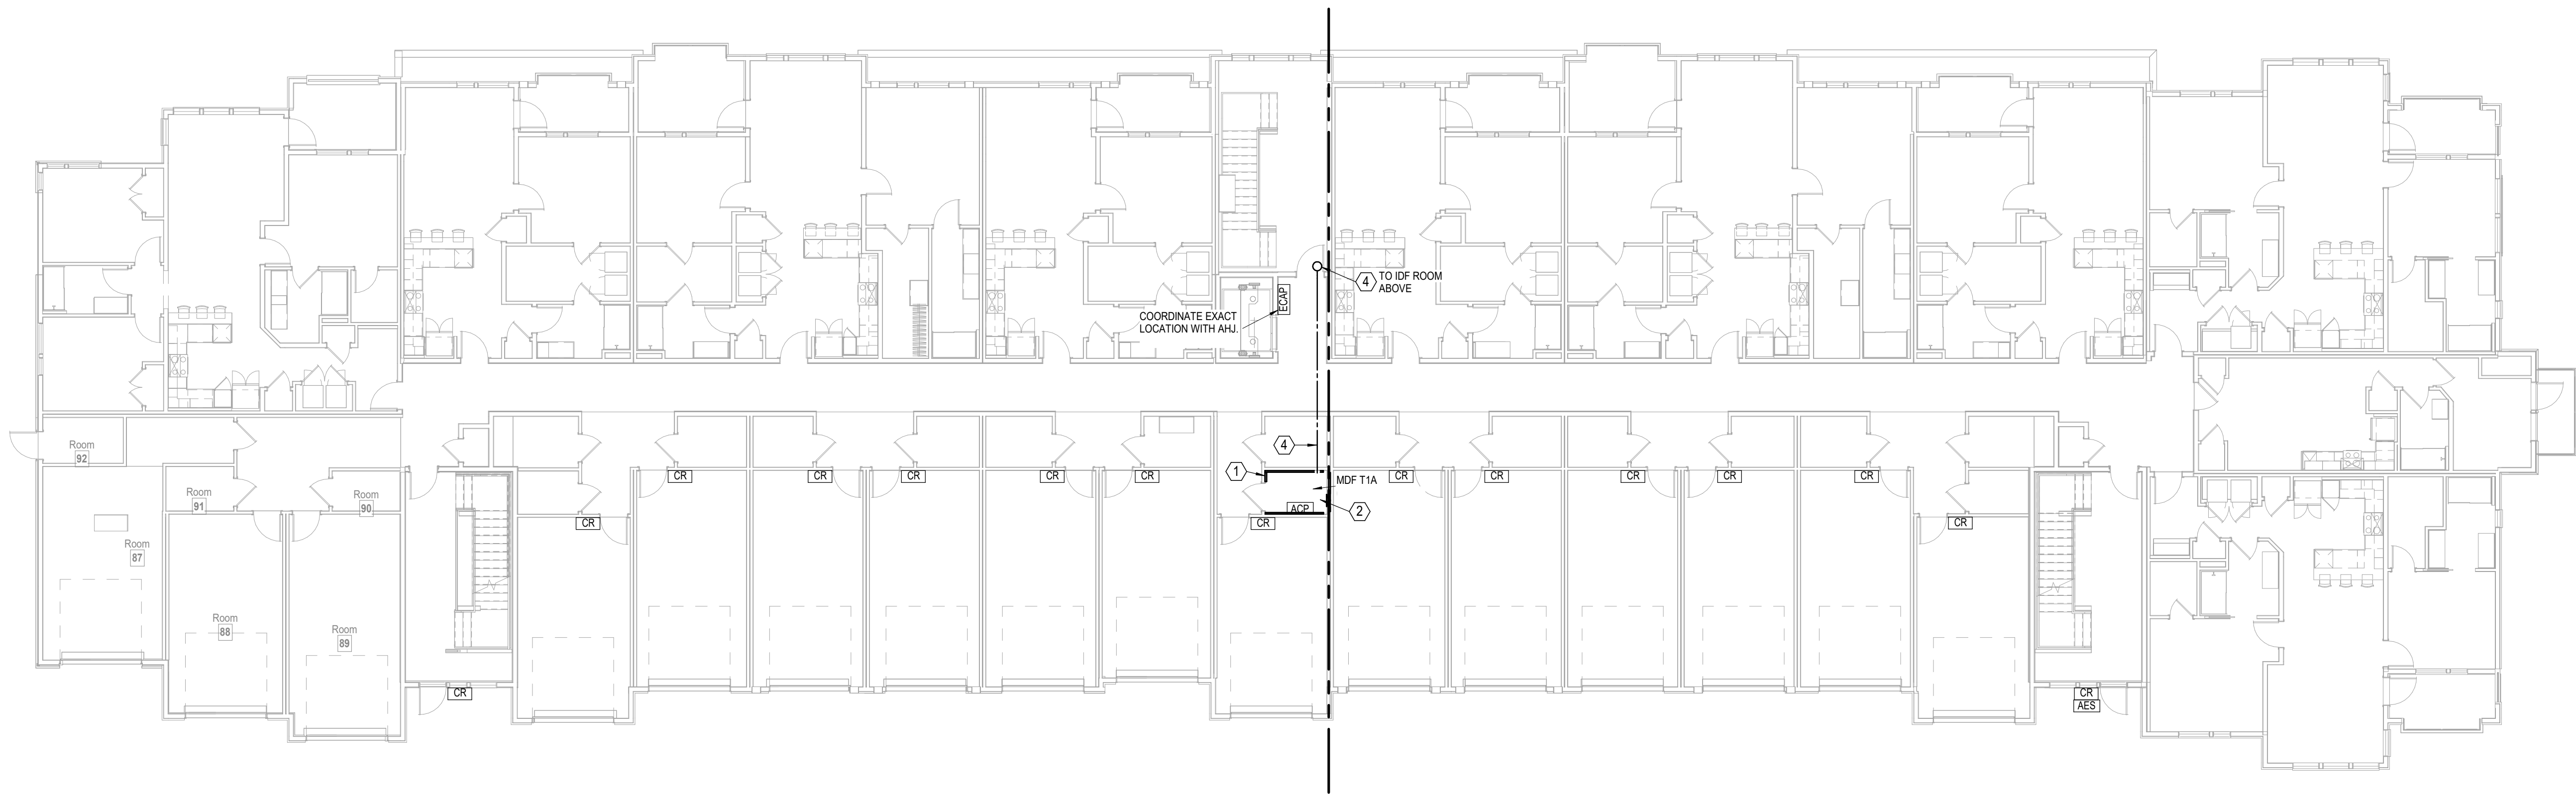 4
TO IDF ROOM
ABOVE
ECAP
COORDINATE EXACT
LOCATION WITH AHJ.
4
1
MDF T1A
ACP
2
Room
92
Room
91
Room
90
CR
CR
CR
CR
CR
CR
CR
CR
CR
CR
CR
CR
CR
Room
87
Room
88
Room
89
CR
CR
AES